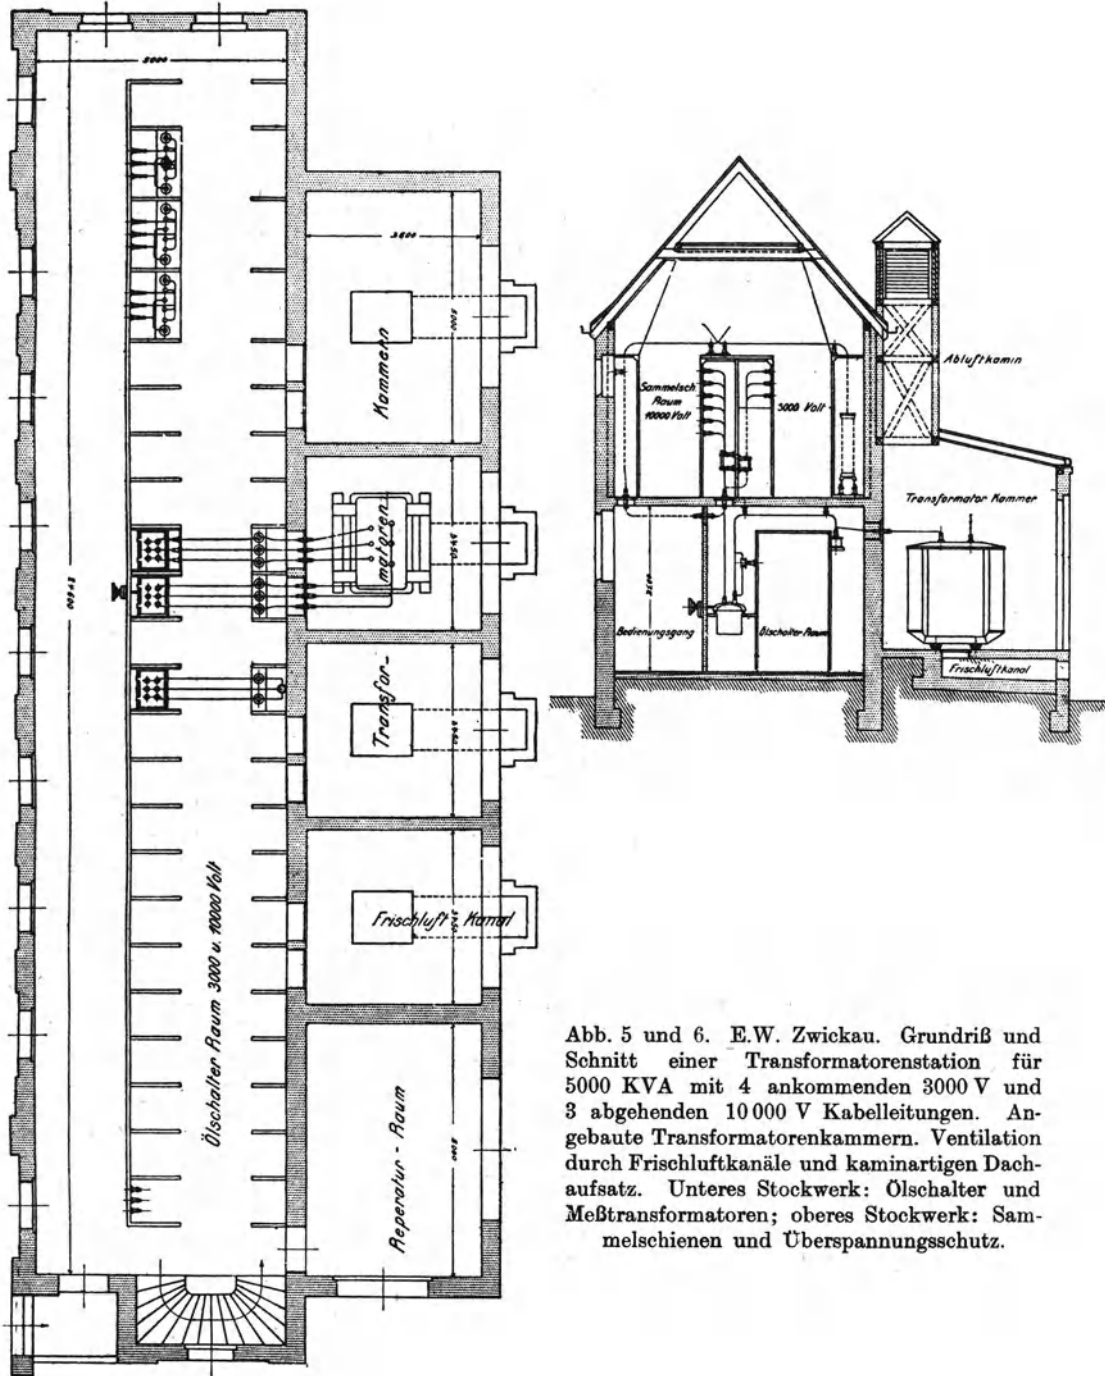 5000
5000
Kammern
matoren
Transfor-
Frischluft - Kanal
Reperatur - Raum
Ölschalter Raum 3000 u. 10000 Volt
Sammelsch.
Raum
10000 Volt
3000 Volt
Abluftkamin
Transformator Kammer
Bedienungsgang
Ölschalter Raum
Frischluftkanal
Abb. 5 und 6. E.W. Zwickau. Grundriß und
Schnitt einer Transformatorenstation für
5000 KVA mit 4 ankommenden 3000 V und
3 abgehenden 10 000 V Kabelleitungen. An-
gebaute Transformatorenkammern. Ventilation
durch Frischluftkanäle und kaminartigen Dach-
aufsatz. Unteres Stockwerk: Ölschalter und
Meßtransformatoren; oberes Stockwerk: Sam-
melschienen und Überspannungsschutz.